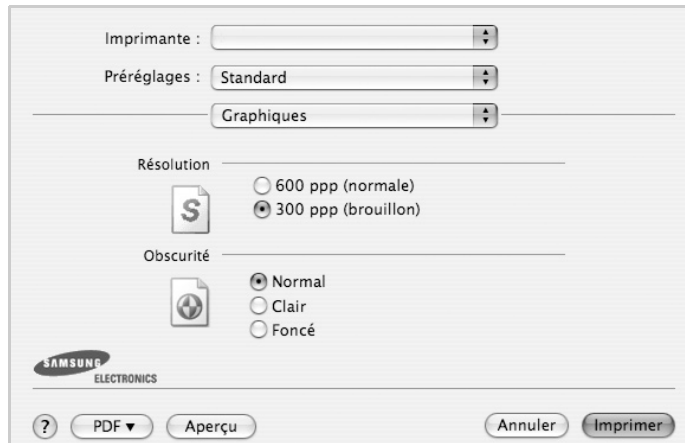 Imprimante :
Préréglages : Standard
Graphiques
Résolution
600 ppp (normale)
S
300 ppp (brouillon)
Obscurité
Normal
Clair
Foncé
SAMSUNG
ELECTRONICS
? PDF ▼ Aperçu Annuler Imprimer